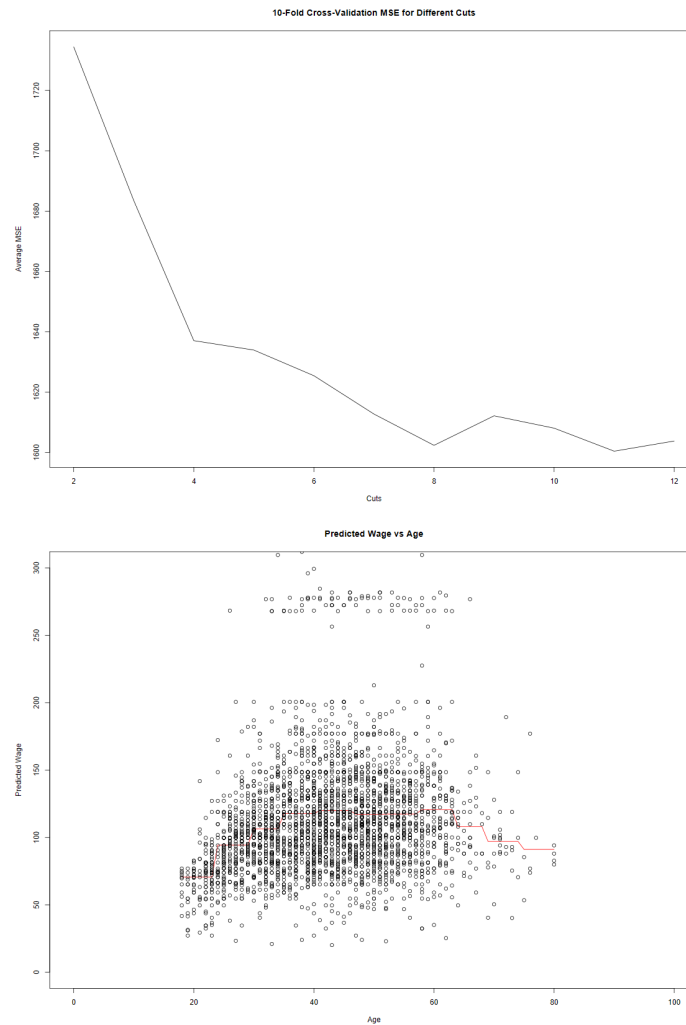 10-Fold Cross-Validation MSE for Different Cuts
1720
1700
1680
1660
1640
1620
1600
Average MSE
2 4 6 8 10 12
Cuts
Predicted Wage vs Age
300
250
200
150
100
50
0
Predicted Wage
0 20 40 60 80 100
Age